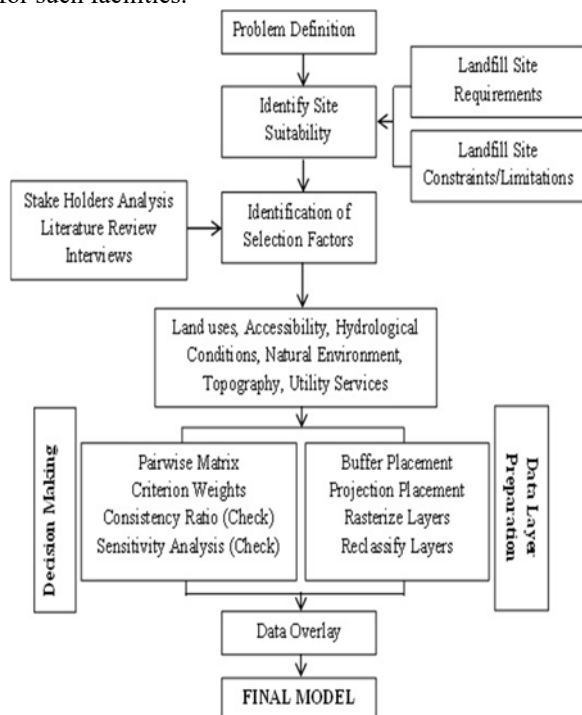 for such facilities.
Problem Definition
Landfill Site
Requirements
Identify Site
Suitability
Landfill Site
Constraints/Limitations
Stake Holders Analysis
Literature Review
Interviews
Identification of
Selection Factors
Land uses, Accessibility, Hydrological
Conditions, Natural Environment,
Topography, Utility Services
Decision Making
Pairwise Matrix
Criterion Weights
Consistency Ratio (Check)
Sensitivity Analysis (Check)
Buffer Placement
Projection Placement
Rasterize Layers
Reclassify Layers
Data Layer
Preparation
Data Overlay
FINAL MODEL